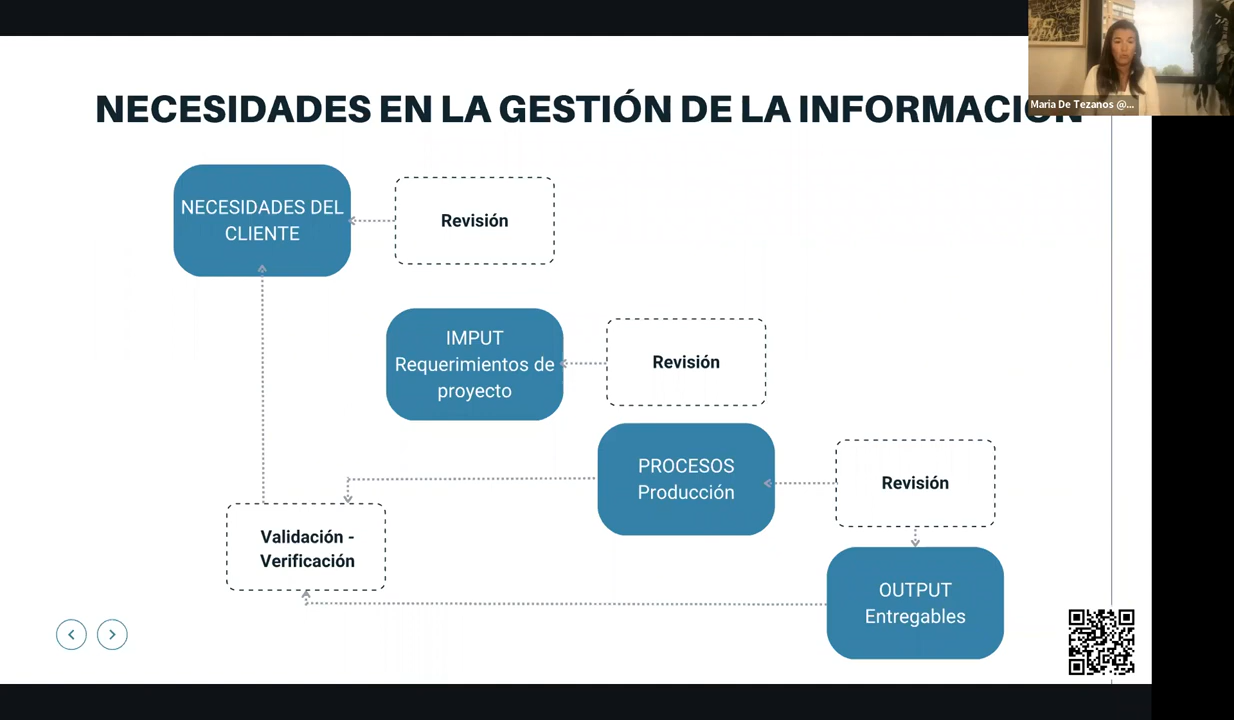 NECESIDADES EN LA GESTIÓN DE LA INFORMACIÓN
Maria De Tezanos @...
NECESIDADES DEL
CLIENTE
Revisión
IMPUT
Requerimientos de
proyecto
Revisión
PROCESOS
Producción
Revisión
Validación -
Verificación
OUTPUT
Entregables